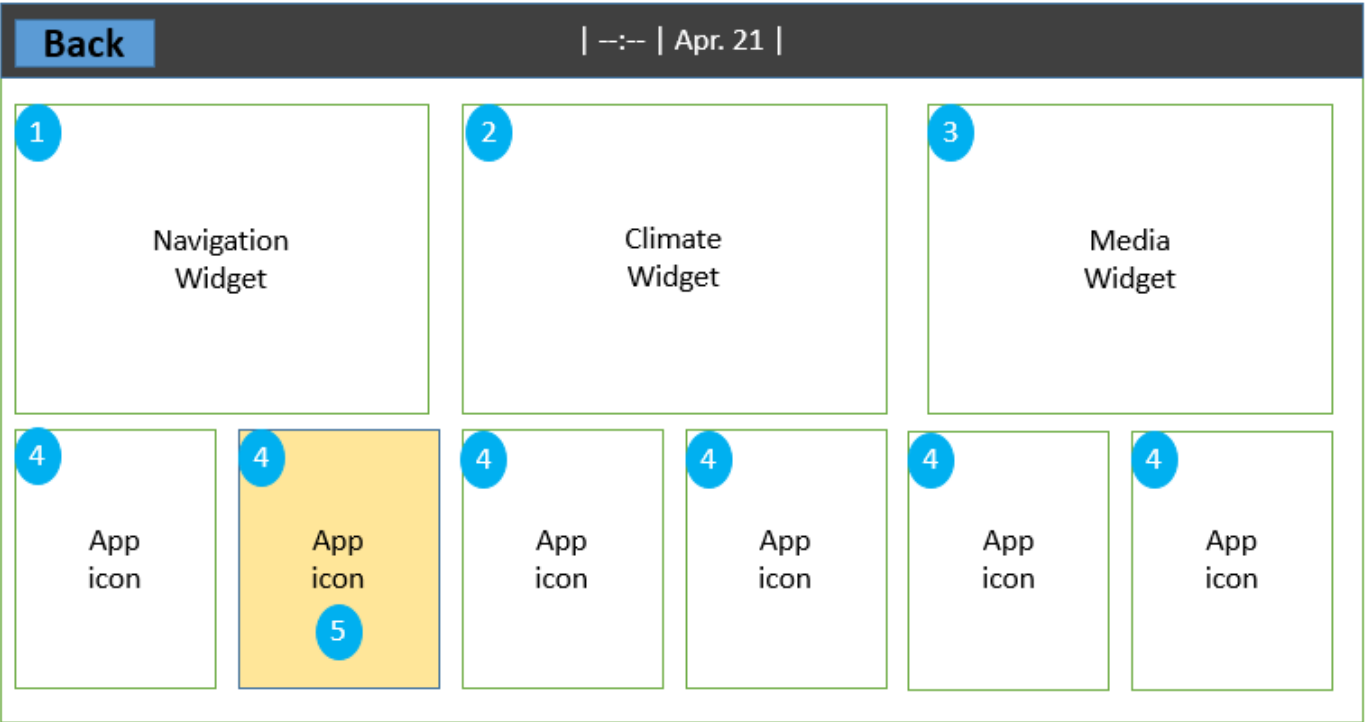 Back
| --:-- | Apr. 21 |
1
2
3
Navigation
Widget
Climate
Widget
Media
Widget
4
4
4
4
4
4
App
icon
App
icon
App
icon
App
icon
App
icon
App
icon
5